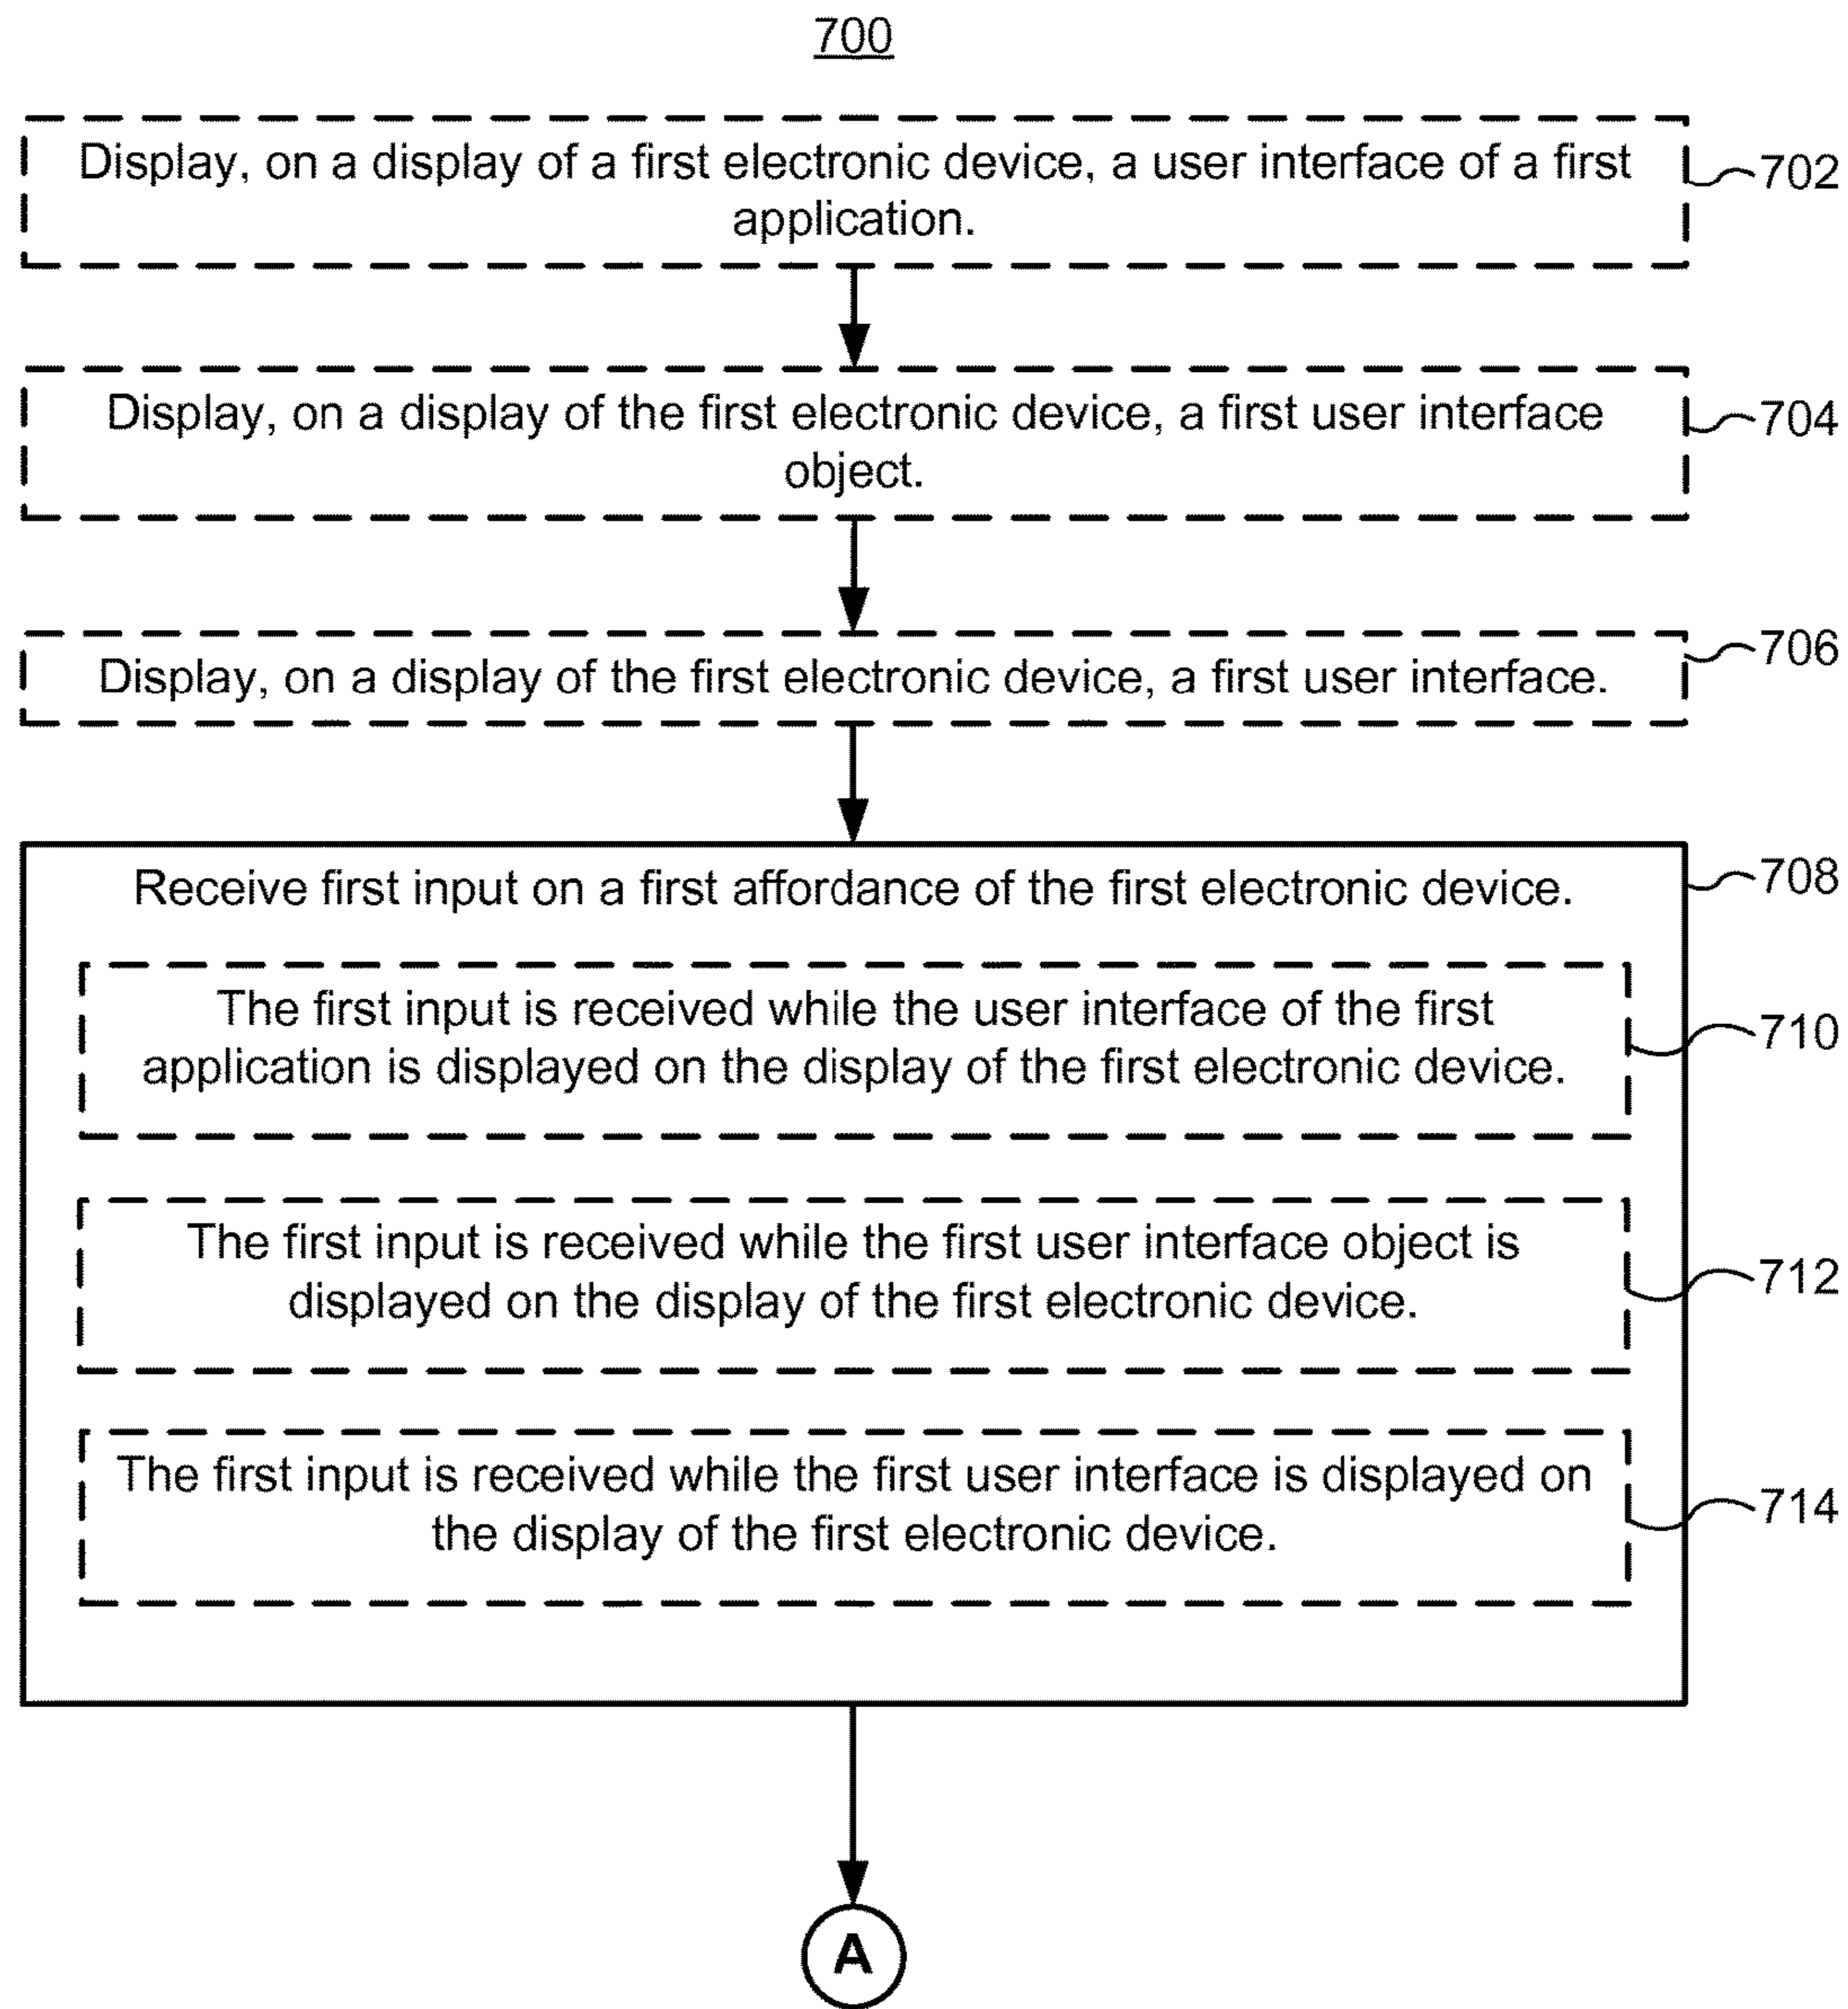 700
Display, on a display of a first electronic device, a user interface of a first
application.
702
Display, on a display of the first electronic device, a first user interface
object.
704
Display, on a display of the first electronic device, a first user interface.
706
Receive first input on a first affordance of the first electronic device.
708
The first input is received while the user interface of the first
application is displayed on the display of the first electronic device.
710
The first input is received while the first user interface object is
displayed on the display of the first electronic device.
712
The first input is received while the first user interface is displayed on
the display of the first electronic device.
714
A